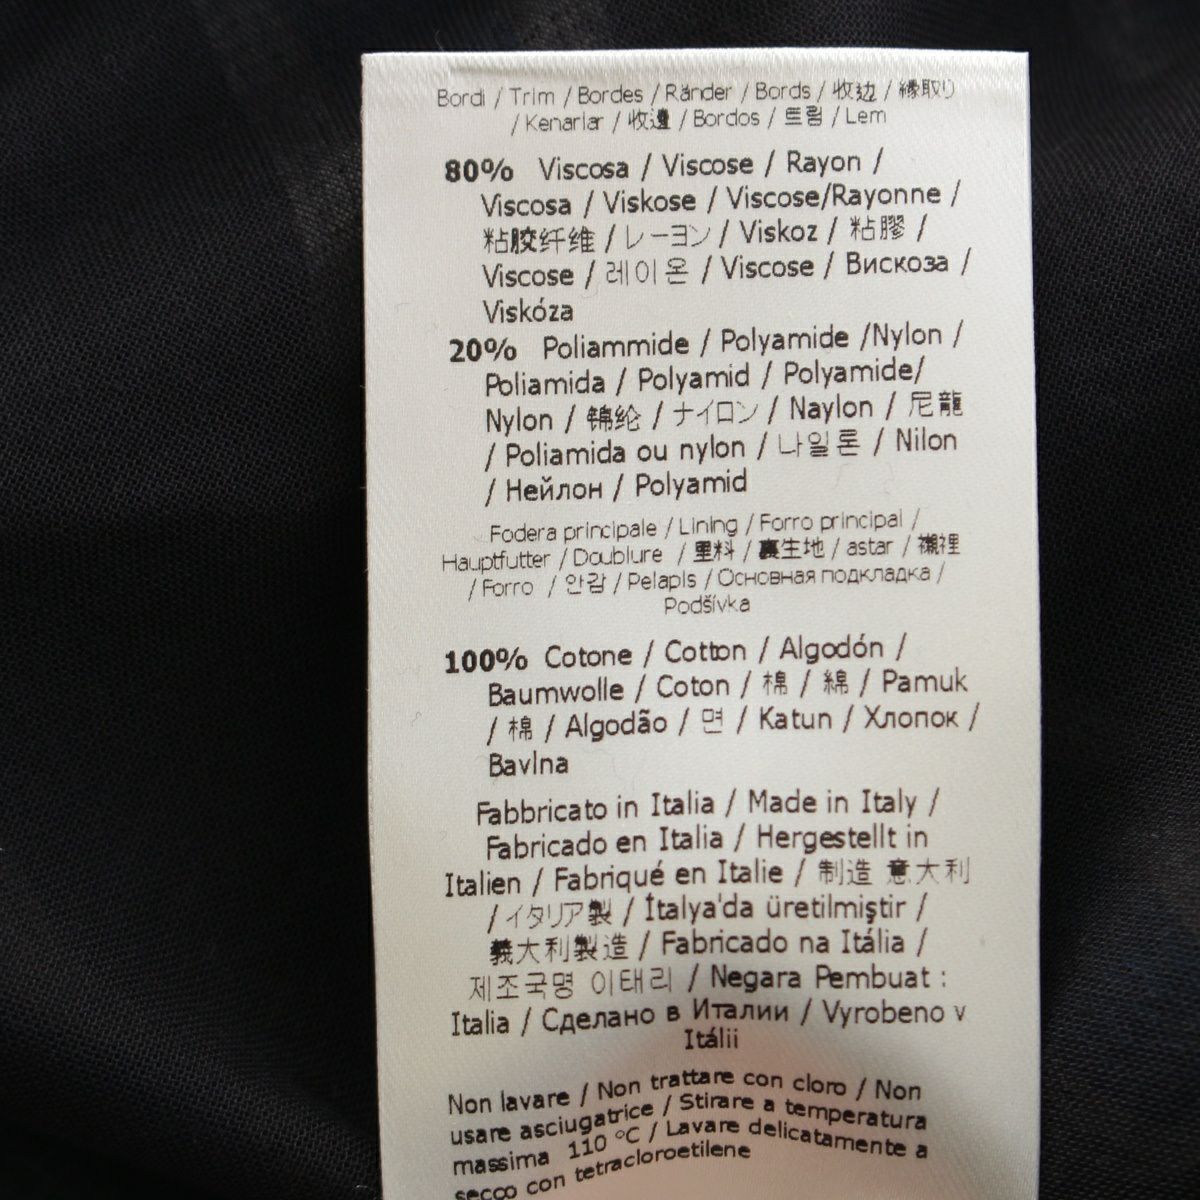 Bordi / Trim / Bordes / Ränder / Bords / 收边 / 縁取り
/ Kenarlar / 收邊 / Bordos / 트림 / Lem
80% Viscosa / Viscose / Rayon /
Viscosa / Viskose / Viscose/Rayonne /
粘胶纤维 / レーヨン / Viskoz / 粘膠 /
Viscose / 레이온 / Viscose / Вискоза /
Viskóza
20% Poliammide / Polyamide /Nylon /
Poliamida / Polyamid / Polyamide/
Nylon / 锦纶 / ナイロン / Naylon / 尼龍
/ Poliamida ou nylon / 나일론 / Nilon
/ Нейлон / Polyamid
Fodera principale / Lining / Forro principal /
Hauptfutter / Doublure / 里料 / 裏生地 / astar / 襯裡
/ Forro / 안감 / Pelapis / Основная подкладка /
Podšívka
100% Cotone / Cotton / Algodón /
Baumwolle / Coton / 棉 / 綿 / Pamuk
/ 棉 / Algodão / 면 / Katun / Хлопок /
Bavlna
Fabbricato in Italia / Made in Italy /
Fabricado en Italia / Hergestellt in
Italien / Fabriqué en Italie / 制造 意大利
/ イタリア製 / İtalya'da üretilmiştir /
義大利製造 / Fabricado na Itália /
제조국명 이태리 / Negara Pembuat :
Italia / Сделано в Италии / Vyrobeno v
Itálii
Non lavare / Non trattare con cloro / Non
usare asciugatrice / Stirare a temperatura
massima 110 °C / Lavare delicatamente a
secco con tetracloroetilene